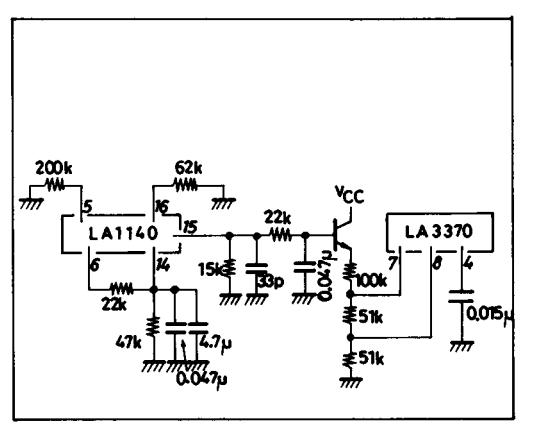 200k
62k
5
16
15
LA1140
6
14
22k
VCC
LA3370
7
8
4
15k
33p
0.047μ
100k
22k
51k
0.015μ
47k
4.7μ
0.047μ
51k